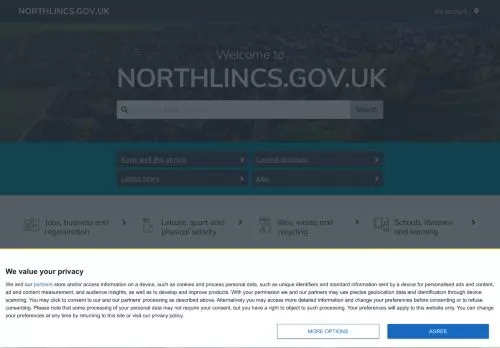 NORTHLINCS.GOV.UK
My account
Welcome to
NORTHLINCS.GOV.UK
Search
Latest news
Jobs
Jobs, business and
regeneration
Leisure, sport and
physical activity
Bins, waste and
recycling
Schools, libraries
and learning
We value your privacy
We and our partners store and/or access information on a device, such as cookies and process personal data, such as unique identifiers and standard information sent by a device for personalised ads and content,
ad and content measurement, and audience insights, as well as to develop and improve products. With your permission we and our partners may use precise geolocation data and identification through device
scanning. You may click to consent to our and our partners' processing as described above. Alternatively you may access more detailed information and change your preferences before consenting or to refuse
consenting. Please note that some processing of your personal data may not require your consent, but you have a right to object to such processing. Your preferences will apply to this website only. You can change
your preferences at any time by returning to this site or visit our privacy policy.
MORE OPTIONS
AGREE